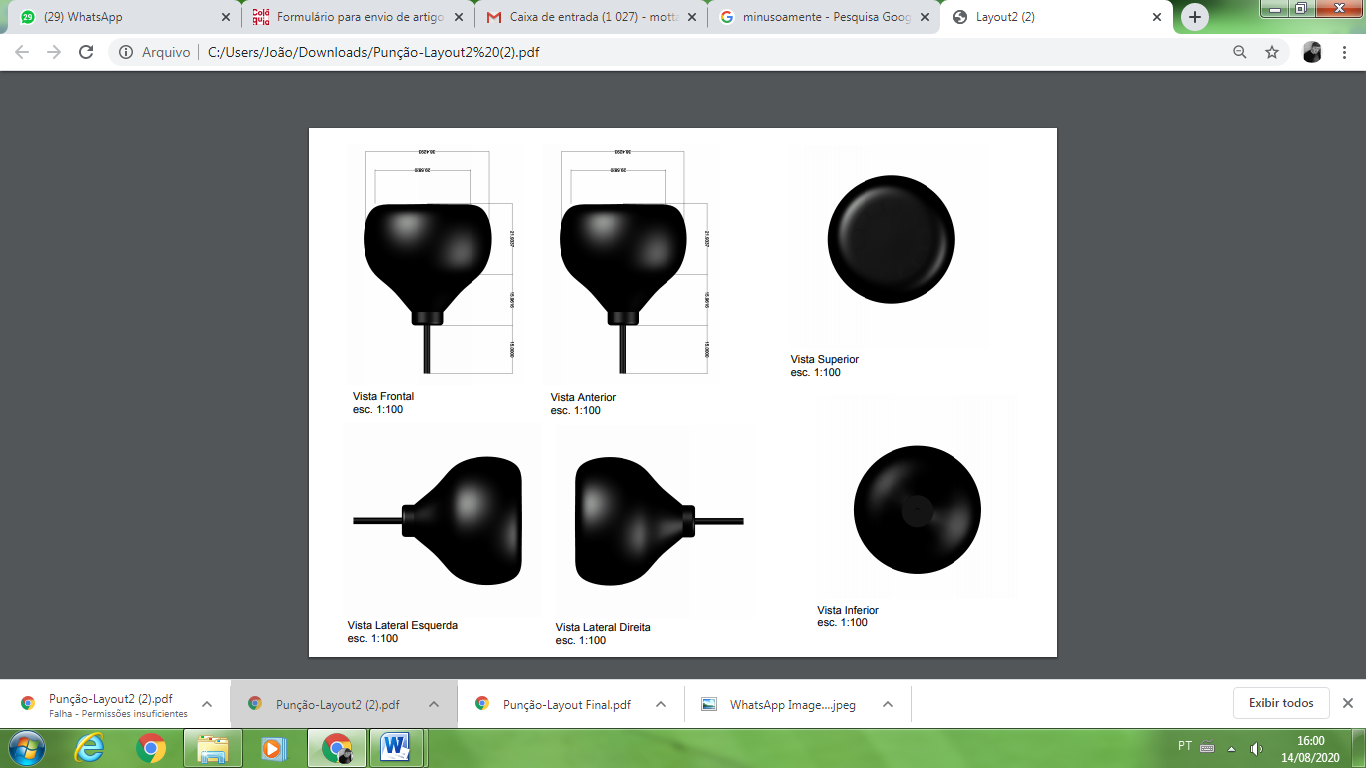 (29) WhatsApp
Formulário para envio de artigo
Caixa de entrada (1 027) - motta
minusoamente - Pesquisa Goog
Layout2 (2)
Arquivo
C:/Users/João/Downloads/Punção-Layout2%20(2).pdf
Vista Frontal
esc. 1:100
Vista Anterior
esc. 1:100
Vista Superior
esc. 1:100
Vista Lateral Esquerda
esc. 1:100
Vista Lateral Direita
esc. 1:100
Vista Inferior
esc. 1:100
Punção-Layout2 (2).pdf
Falha - Permissões insuficientes
Punção-Layout2 (2).pdf
Punção-Layout Final.pdf
WhatsApp Image....jpeg
Exibir todos
PT
16:00
14/08/2020